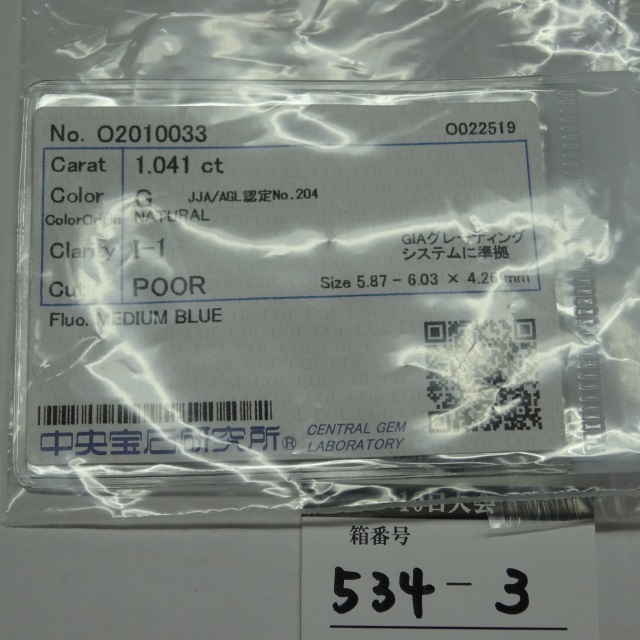 No. O2010033 O022519
Carat 1.041 ct
Color G JJA/AGL認定No.204
ColorOrigin NATURAL
Clarity I-1 GIAグレーディング
システムに準拠
Cut POOR Size 5.87 - 6.03 × 4.26 mm
Fluo. MEDIUM BLUE
中央宝石研究所® CENTRAL GEM
LABORATORY
箱番号
534-3